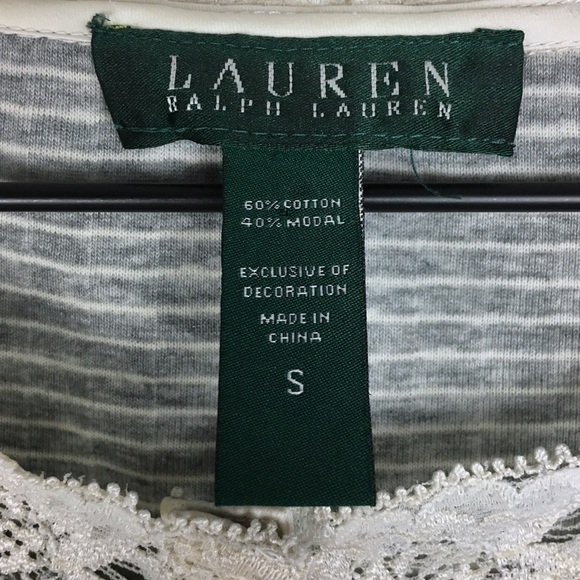 LAUREN
RALPH LAUREN
60% COTTON
40% MODAL
EXCLUSIVE OF
DECORATION
MADE IN
CHINA
S